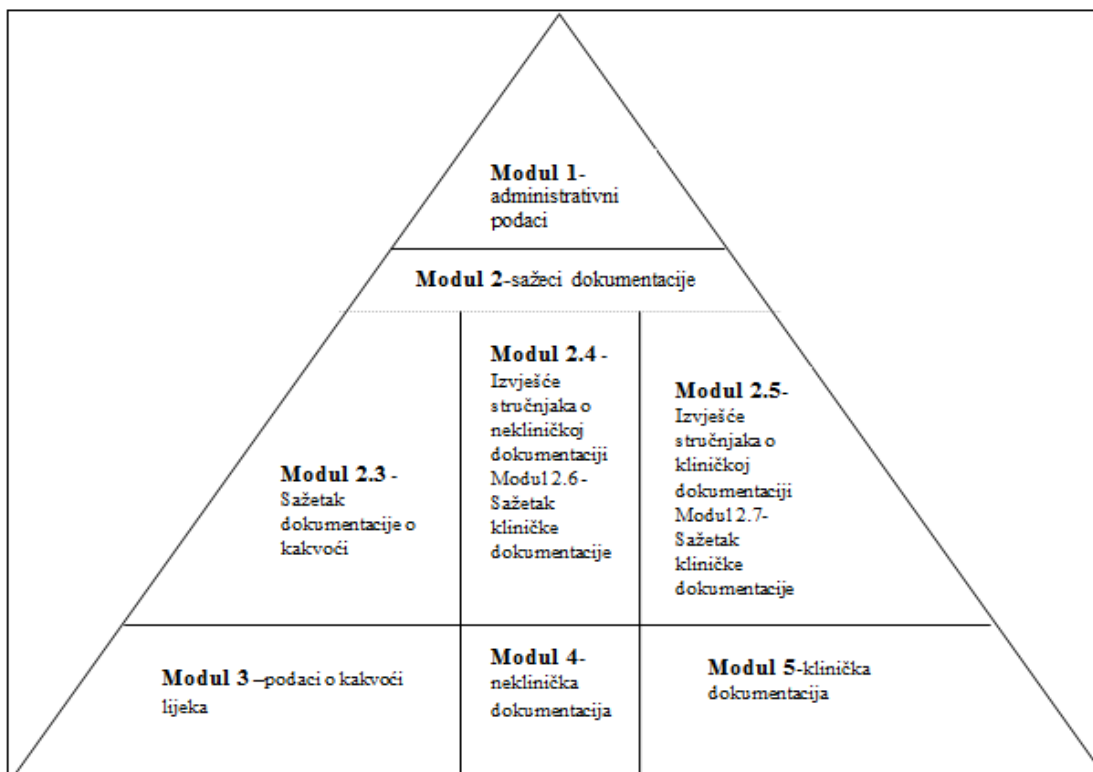 Modul 1-
administrativni
podaci
Modul 2-sažeci dokumentacije
Modul 2.3 -
Sažetak
dokumentacije o
kakvoći
Modul 2.4 -
Izvješće
stručnjaka o
nekliničkoj
dokumentaciji
Modul 2.6 -
Sažetak
kliničke
dokumentacije
Modul 2.5-
Izvješće
stručnjaka o
kliničkoj
dokumentaciji
Modul 2.7-
Sažetak
kliničke
dokumentacije
Modul 3 –podaci o kakvoći
lijeka
Modul 4-
neklinička
dokumentacija
Modul 5-klinička
dokumentacija